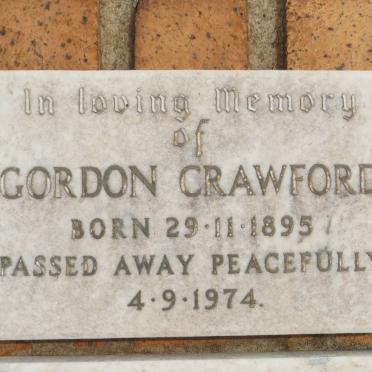 In loving Memory
of
GORDON CRAWFORD
BORN 29·11·1895
PASSED AWAY PEACEFULLY
4·9·1974.